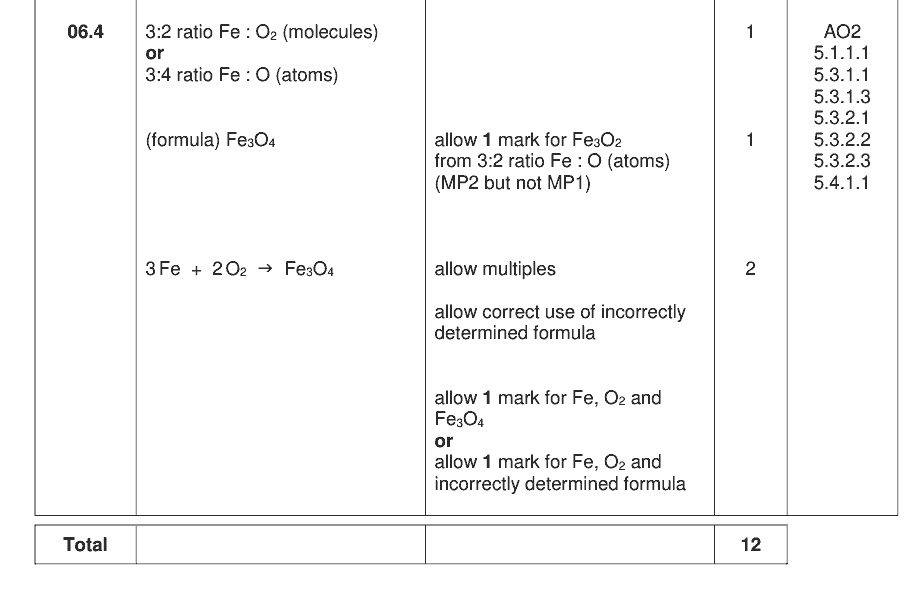 06.4 3:2 ratio Fe : O₂ (molecules) 1 AO2
or 5.1.1.1
3:4 ratio Fe : O (atoms) 5.3.1.1
5.3.1.3
5.3.2.1
(formula) Fe₃O₄ allow 1 mark for Fe₃O₂ 1 5.3.2.2
from 3:2 ratio Fe : O (atoms) 5.3.2.3
(MP2 but not MP1) 5.4.1.1
3 Fe + 2 O₂ → Fe₃O₄ allow multiples 2
allow correct use of incorrectly
determined formula
allow 1 mark for Fe, O₂ and
Fe₃O₄
or
allow 1 mark for Fe, O₂ and
incorrectly determined formula
Total 12